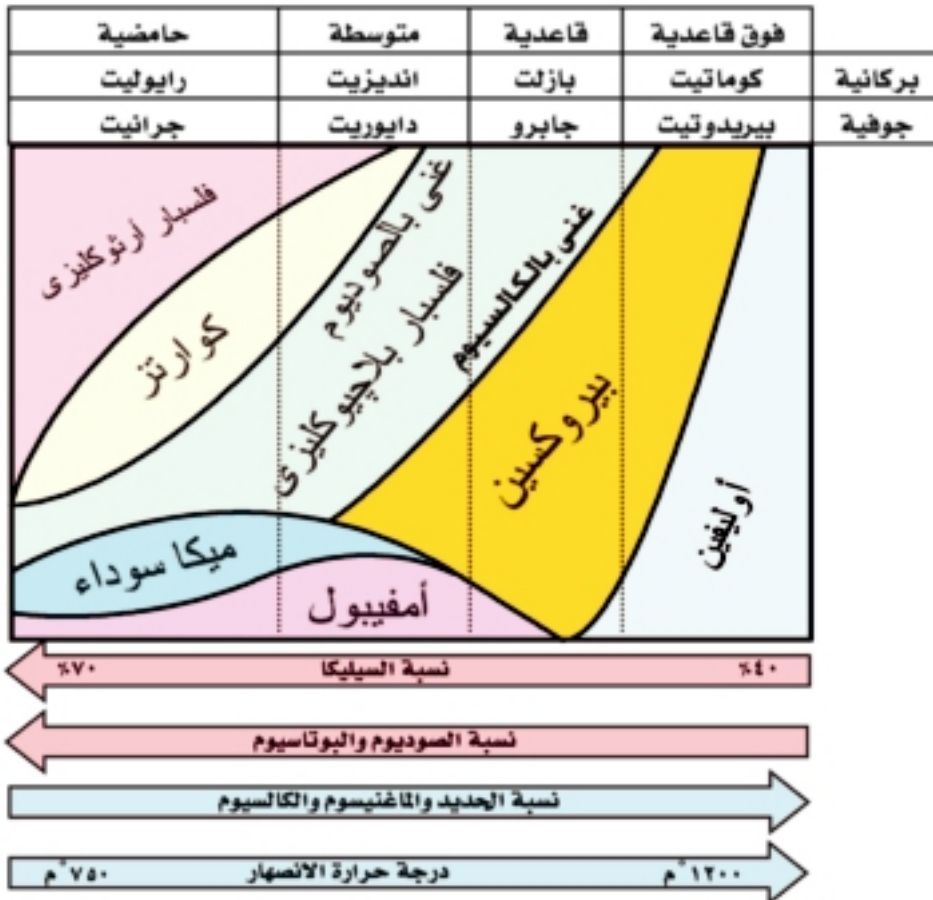 فوق قاعدية قاعدية متوسطة حامضية
بركانية كوماتيت بازلت انديزيت رايوليت
جوفية بيريدوتيت جابرو دايوريت جرانيت
فلسبار أرثوكليزى
كوارتز
غنى بالصوديوم
فلسبار بلاجيوكليزى
غنى بالكالسيوم
بيروكسين
أوليفين
ميكا سوداء
أمفيبول
٤٠٪ نسبة السيليكا ٧٠٪
نسبة الصوديوم والبوتاسيوم
نسبة الحديد والماغنيسوم والكالسيوم
١٢٠٠°م درجة حرارة الانصهار ٧٥٠°م